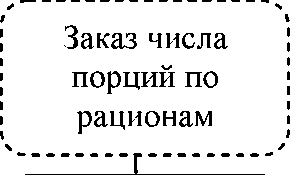 Заказ числа
порций по
рационам